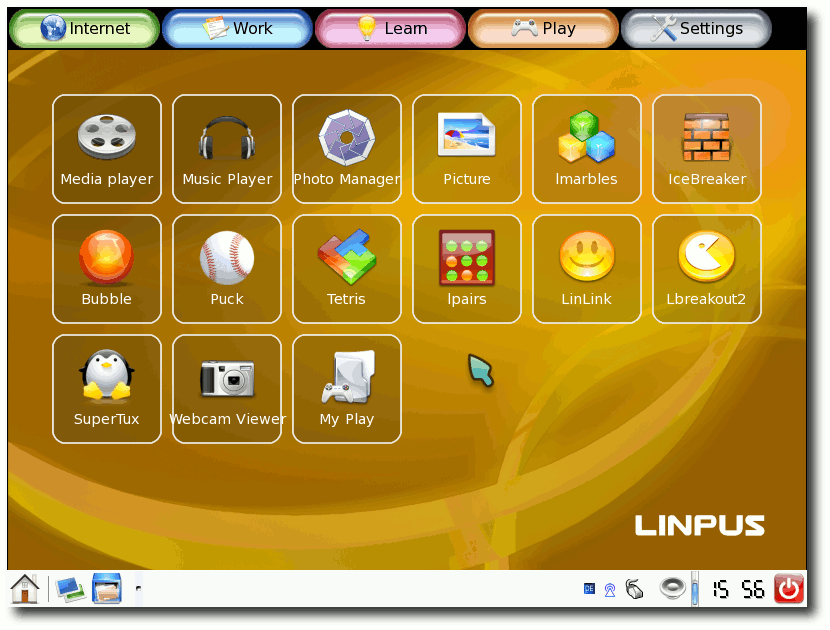 Internet
Work
Learn
Play
Settings
Media player
Music Player
Photo Manager
Picture
lmarbles
IceBreaker
Bubble
Puck
Tetris
lpairs
LinLink
Lbreakout2
SuperTux
Webcam Viewer
My Play
LINPUS
DE
15 56